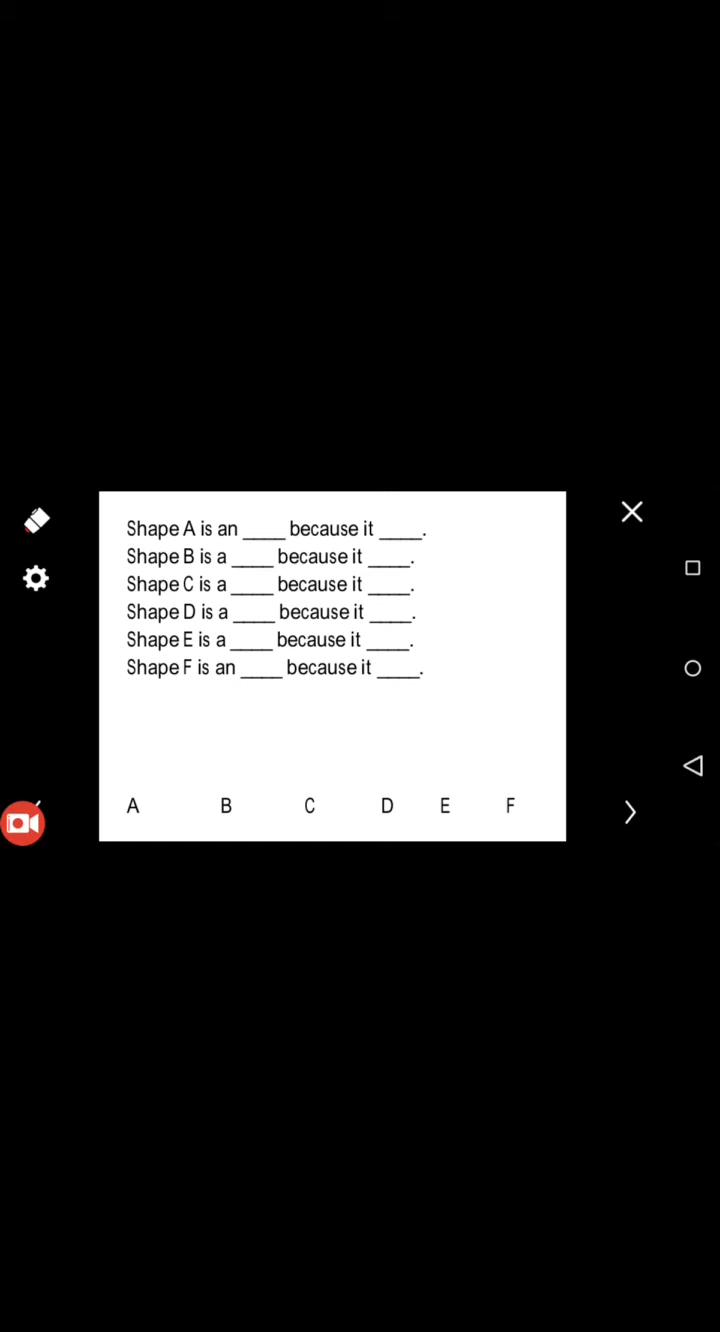 Shape A is an ____ because it ____.
Shape B is a ____ because it ____.
Shape C is a ____ because it ____.
Shape D is a ____ because it ____.
Shape E is a ____ because it ____.
Shape F is an ____ because it ____.
A B C D E F